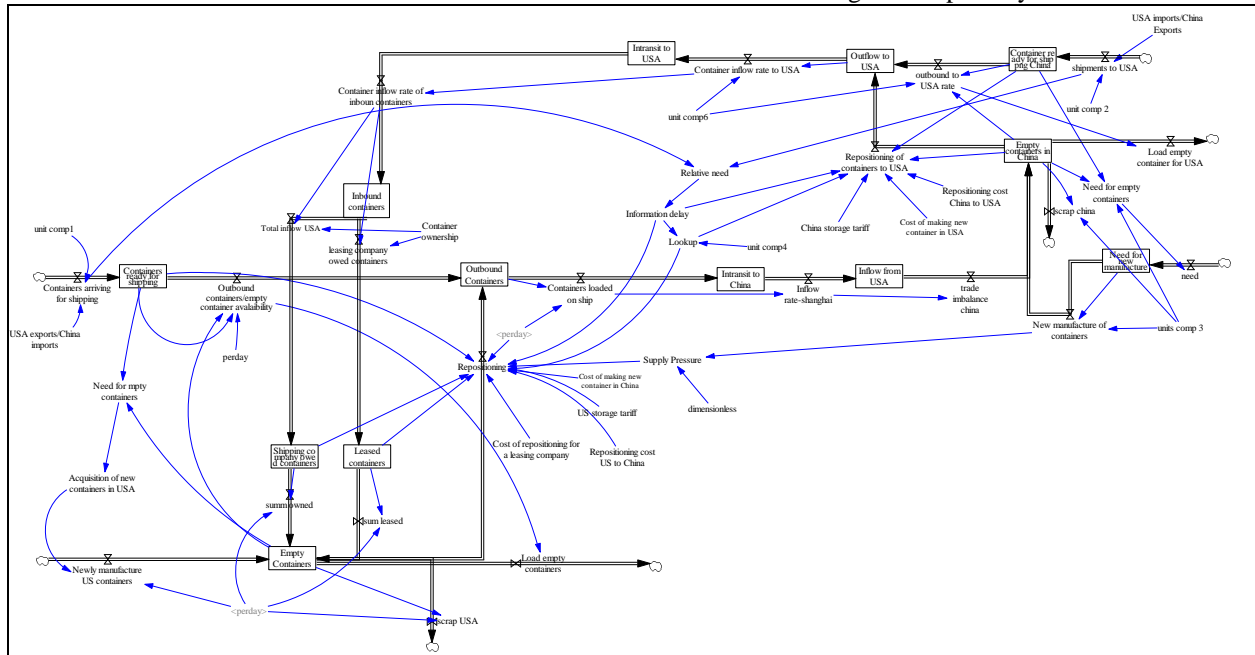 USA imports/China
Exports
Intransit to
USA
Outflow to
USA
Container re
ady for ship
png China
Container inflow rate to USA
outbound to
USA rate
shipments to USA
Container inflow rate of
inboun containers
unit comp6
unit comp 2
Empty
containers in
China
Load empty
container for USA
Repositioning of
containers to USA
Relative need
Need for empty
containers
Repositioning cost
China to USA
Inbound
containers
Information delay
scrap china
Total inflow USA
Container
ownership
China storage tariff
Cost of making new
container in USA
unit comp1
Lookup
unit comp4
leasing company
owed containers
Containers
ready for
shipping
Outbound
Containers
Intransit to
China
Inflow from
USA
Need for
new
manufacture
need
Containers arriving
for shipping
Outbound
containers/empty
container avalaibility
Containers loaded
on ship
Inflow
rate-shanghai
trade
imbalance
china
USA exports/China
imports
<perday>
New manufacture of
containers
units comp 3
perday
Repositioning
Supply Pressure
Cost of making new
container in China
Need for mpty
containers
US storage tariff
dimensionless
Cost of repositioning for
a leasing company
Repositioning cost
US to China
Shipping co
mpany owe
d containers
Leased
containers
Acquisition of new
containers in USA
summ owned
sum leased
Empty
Containers
Load empty
containers
Newly manufacture
US containers
<perday>
scrap USA